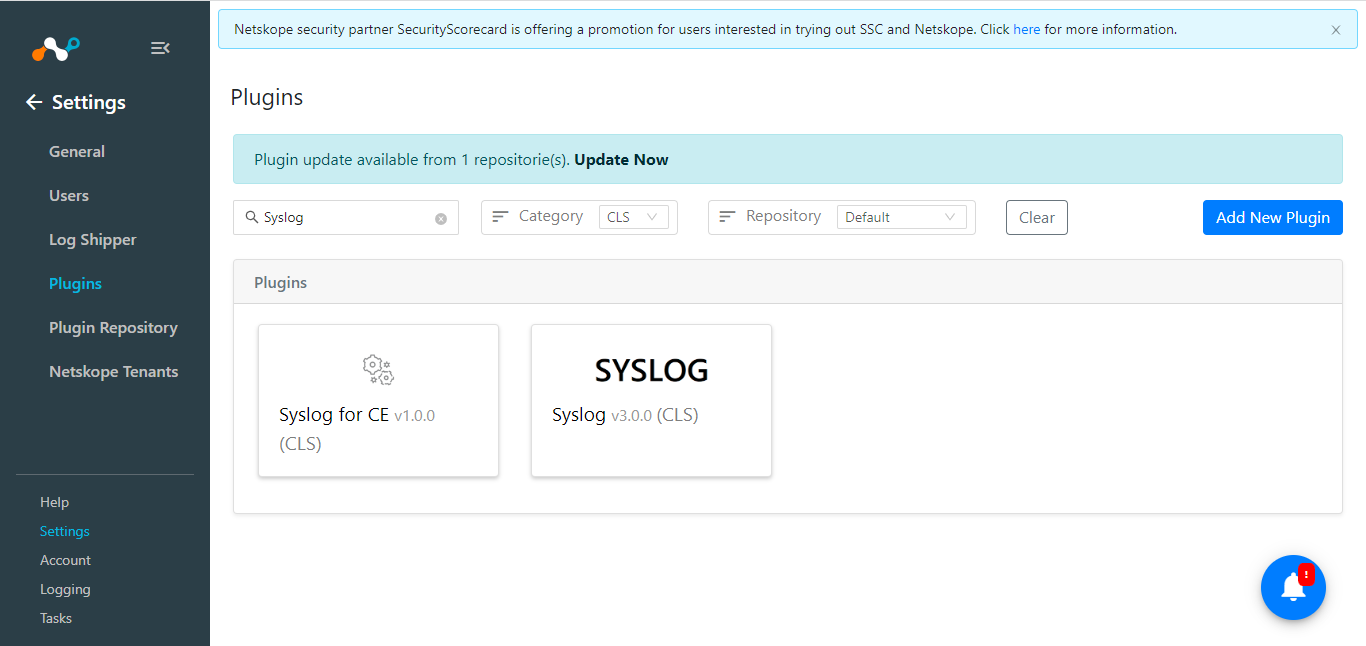 Netskope security partner SecurityScorecard is offering a promotion for users interested in trying out SSC and Netskope. Click here for more information.
Settings
General
Users
Log Shipper
Plugins
Plugin Repository
Netskope Tenants
Help
Settings
Account
Logging
Tasks
Plugins
Plugin update available from 1 repositorie(s). Update Now
Syslog
Category CLS
Repository Default
Clear
Add New Plugin
Plugins
Syslog for CE v1.0.0
(CLS)
SYSLOG
Syslog v3.0.0 (CLS)
!